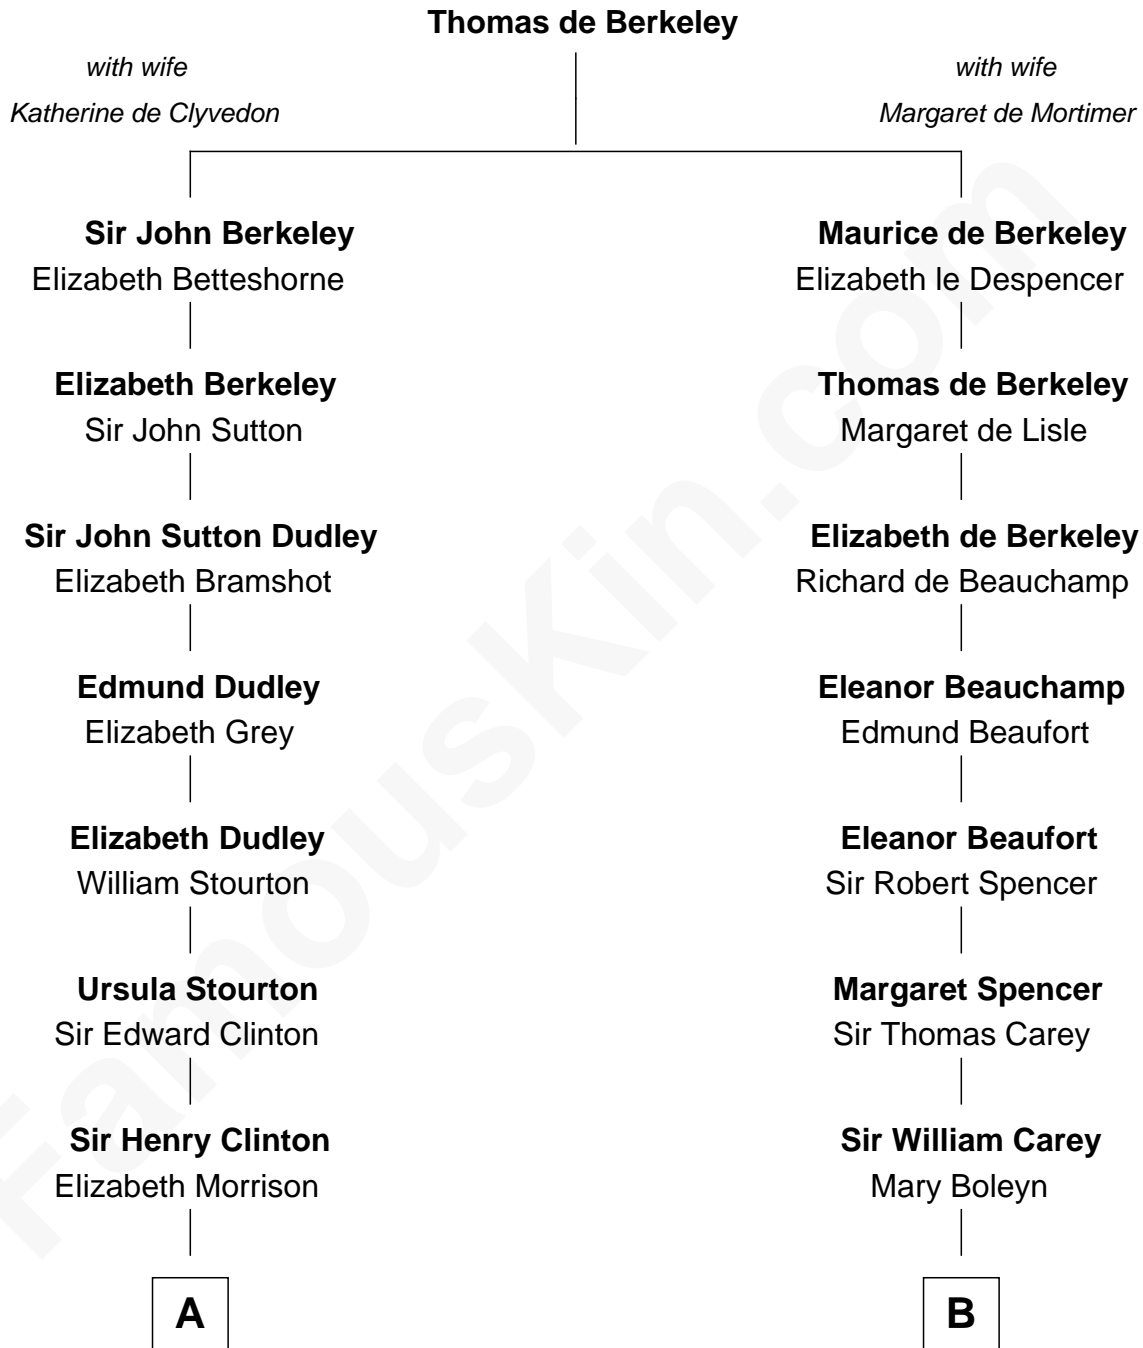 Thomas de Berkeley
with wife
Katherine de Clyvedon
with wife
Margaret de Mortimer
Sir John Berkeley
Elizabeth Betteshorne
Maurice de Berkeley
Elizabeth le Despencer
Elizabeth Berkeley
Sir John Sutton
Thomas de Berkeley
Margaret de Lisle
Sir John Sutton Dudley
Elizabeth Bramshot
Elizabeth de Berkeley
Richard de Beauchamp
Edmund Dudley
Elizabeth Grey
Eleanor Beauchamp
Edmund Beaufort
Elizabeth Dudley
William Stourton
Eleanor Beaufort
Sir Robert Spencer
Ursula Stourton
Sir Edward Clinton
Margaret Spencer
Sir Thomas Carey
Sir Henry Clinton
Elizabeth Morrison
Sir William Carey
Mary Boleyn
A
B
FamousKin.com